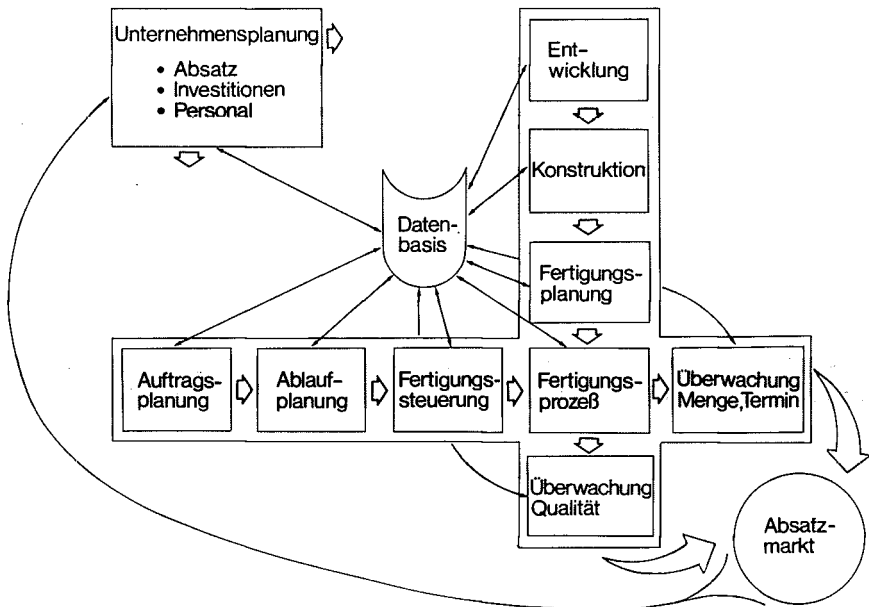 Unternehmensplanung
• Absatz
• Investitionen
• Personal
Ent-
wicklung
Konstruktion
Daten-
basis
Fertigungs-
planung
Auftrags-
planung
Ablauf-
planung
Fertigungs-
steuerung
Fertigungs-
prozeß
Überwachung
Menge,Termin
Überwachung
Qualität
Absatz-
markt